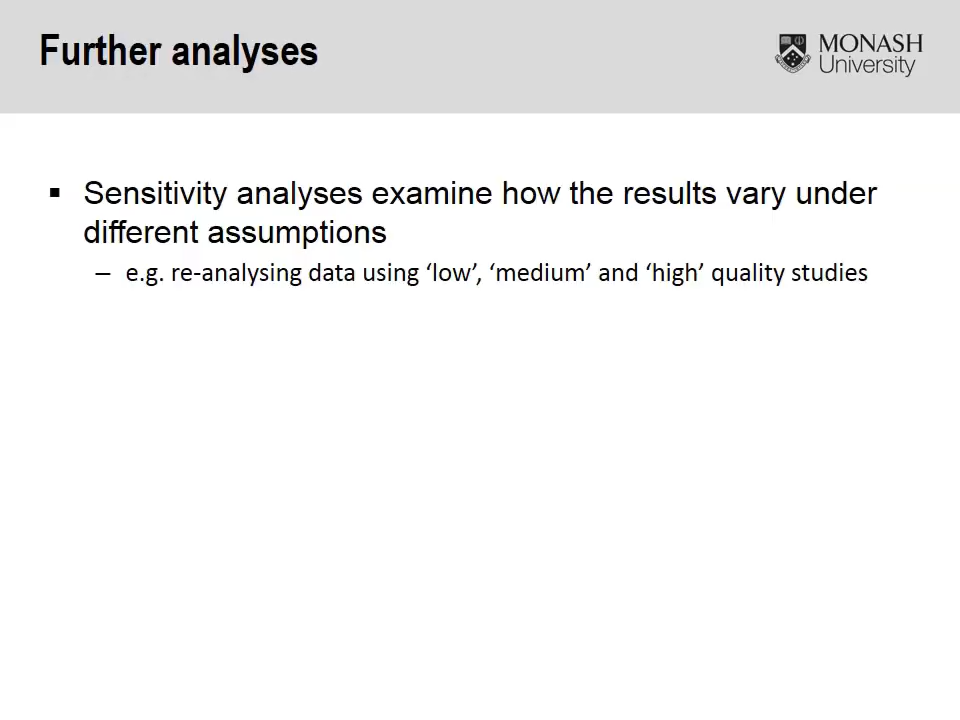 Further analyses
MONASH
University
▪ Sensitivity analyses examine how the results vary under
different assumptions
– e.g. re-analysing data using ‘low’, ‘medium’ and ‘high’ quality studies